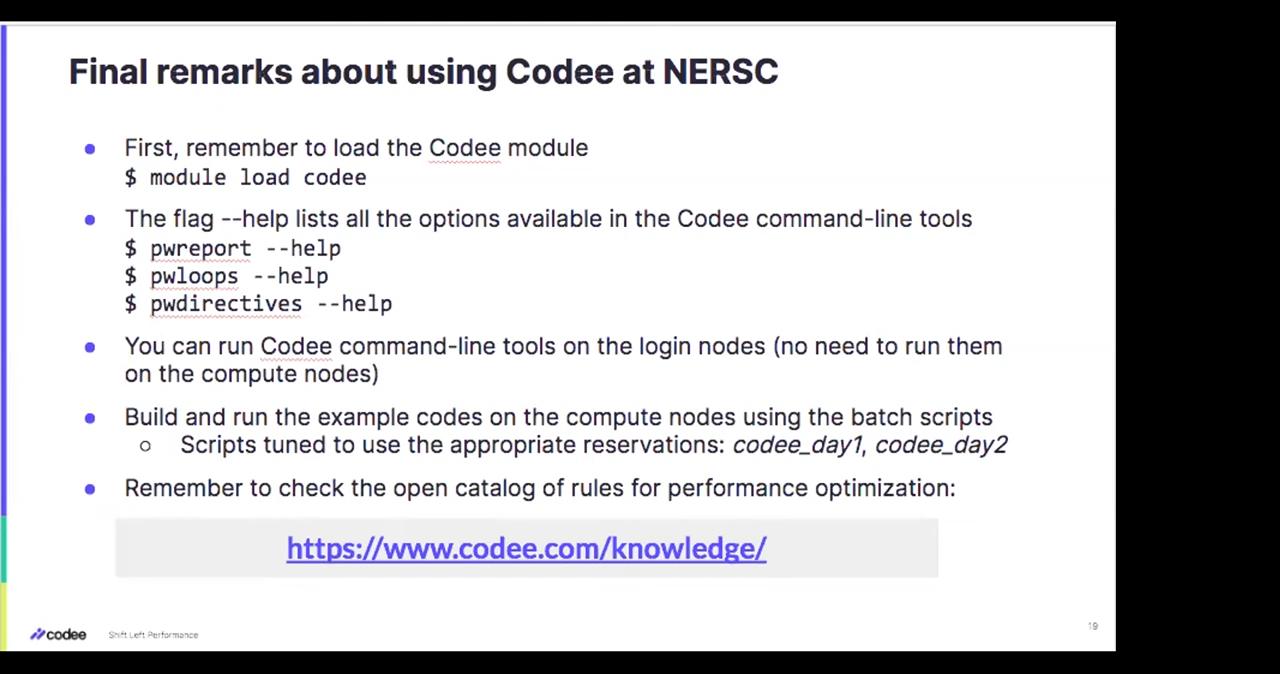 Final remarks about using Codee at NERSC
● First, remember to load the Codee module
$ module load codee
● The flag --help lists all the options available in the Codee command-line tools
$ pwreport --help
$ pwloops --help
$ pwdirectives --help
● You can run Codee command-line tools on the login nodes (no need to run them
on the compute nodes)
● Build and run the example codes on the compute nodes using the batch scripts
○ Scripts tuned to use the appropriate reservations: codee_day1, codee_day2
● Remember to check the open catalog of rules for performance optimization:
https://www.codee.com/knowledge/
codee Shift Left Performance
19